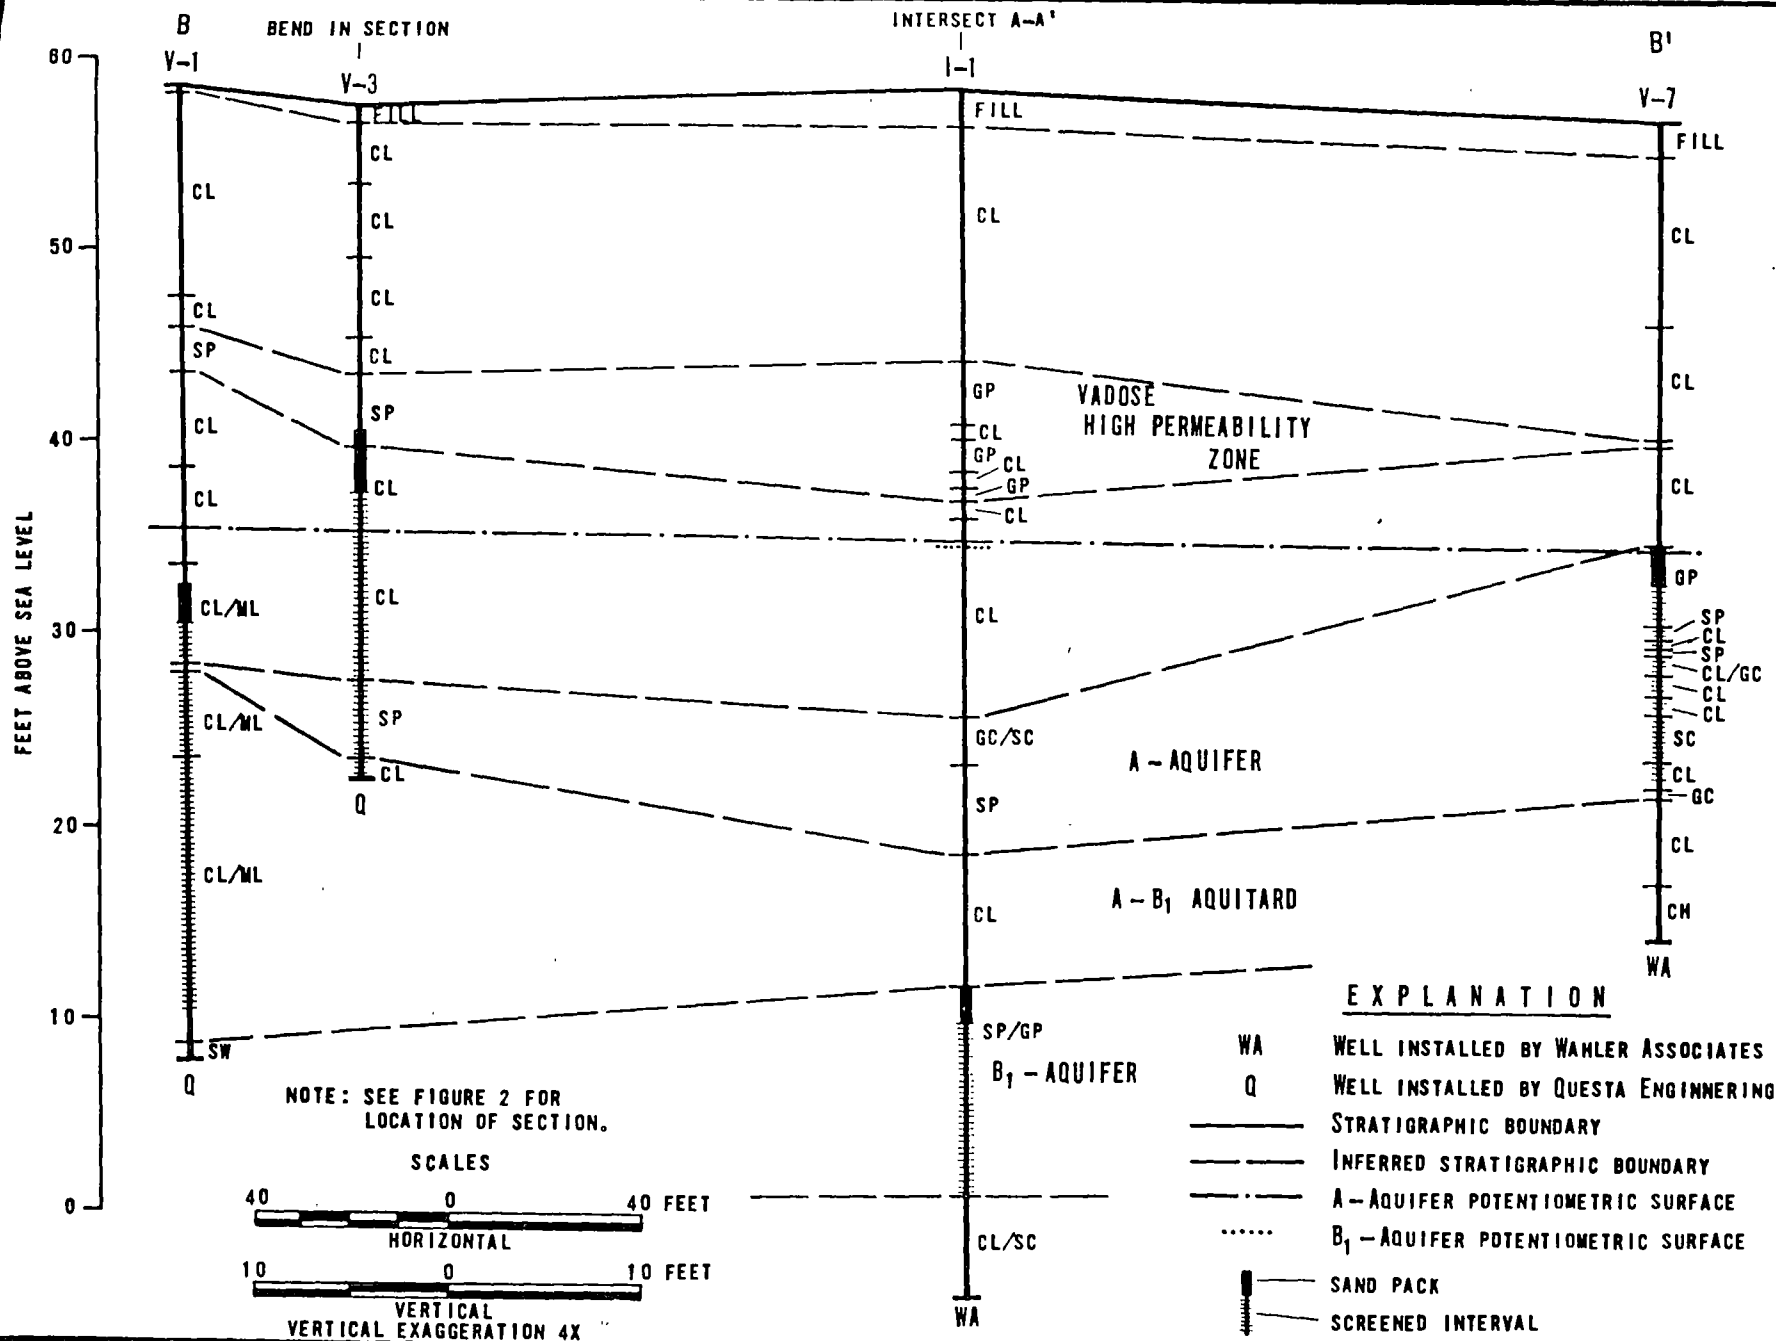 B
BEND IN SECTION
INTERSECT A-A'
B'
V-1
V-3
I-1
V-7
60
50
40
30
20
10
0
FEET ABOVE SEA LEVEL
CL
CL
SP
CL
CL
CL/ML
CL/ML
CL/ML
SW
Q
FILL
CL
CL
CL
CL
SP
CL
CL
SP
CL
Q
FILL
CL
GP
CL
GP
CL
GP
CL
CL
GC/SC
SP
CL
SP/GP
CL/SC
WA
VADOSE
HIGH PERMEABILITY
ZONE
A-AQUIFER
A-B1 AQUITARD
B1-AQUIFER
FILL
CL
CL
CL
GP
SP
CL
SP
CL/GC
CL
CL
SC
CL
GC
CL
CH
WA
NOTE: SEE FIGURE 2 FOR
LOCATION OF SECTION.
SCALES
40 0 40 FEET
HORIZONTAL
10 0 10 FEET
VERTICAL
VERTICAL EXAGGERATION 4X
EXPLANATION
WA WELL INSTALLED BY WAHLER ASSOCIATES
Q WELL INSTALLED BY QUESTA ENGINNERING
STRATIGRAPHIC BOUNDARY
INFERRED STRATIGRAPHIC BOUNDARY
A-AQUIFER POTENTIOMETRIC SURFACE
B1-AQUIFER POTENTIOMETRIC SURFACE
SAND PACK
SCREENED INTERVAL